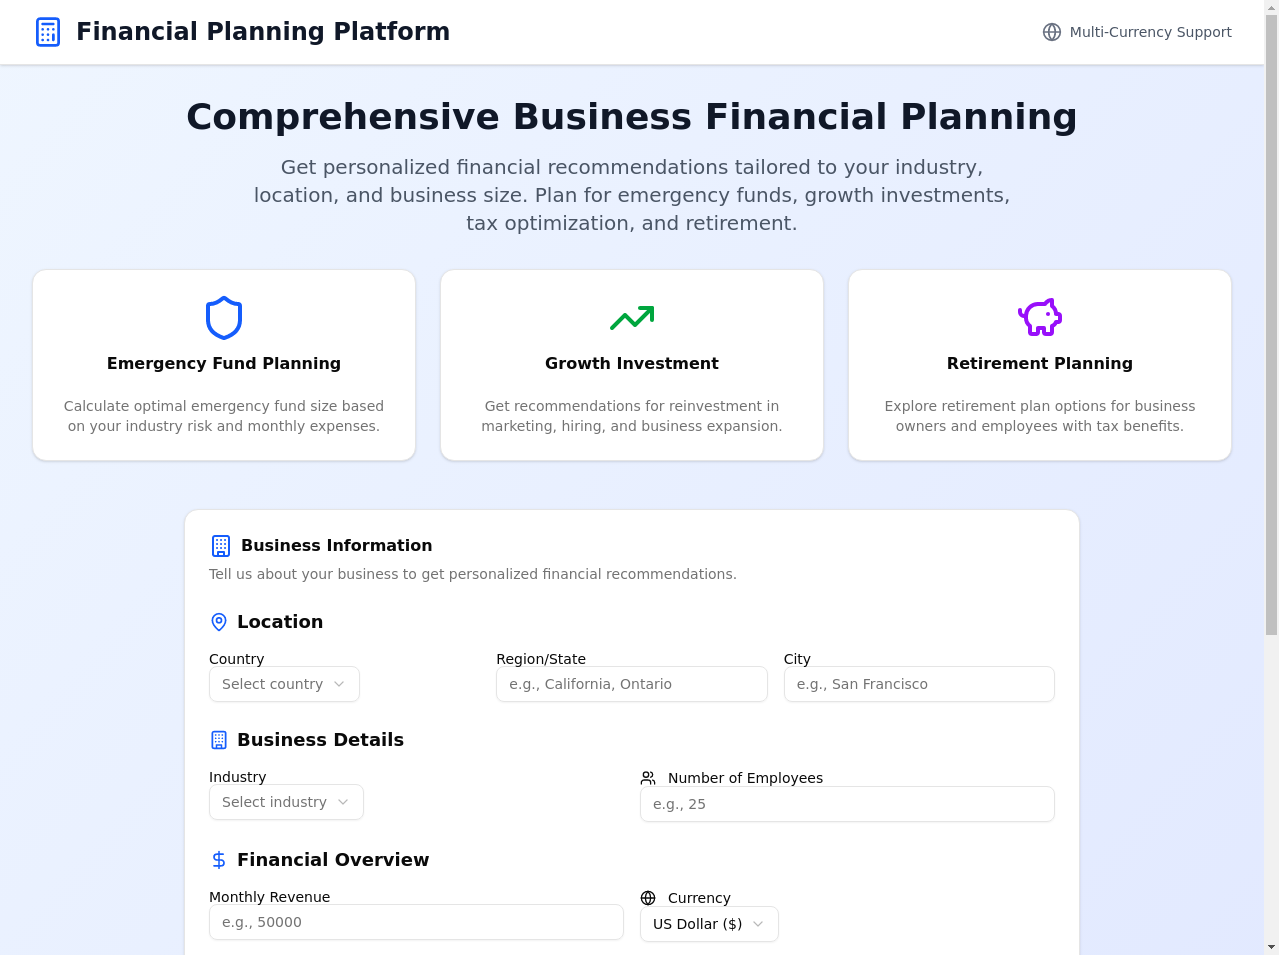 Financial Planning Platform
Multi-Currency Support
Comprehensive Business Financial Planning
Get personalized financial recommendations tailored to your industry,
location, and business size. Plan for emergency funds, growth investments,
tax optimization, and retirement.
Emergency Fund Planning
Calculate optimal emergency fund size based
on your industry risk and monthly expenses.
Growth Investment
Get recommendations for reinvestment in
marketing, hiring, and business expansion.
Retirement Planning
Explore retirement plan options for business
owners and employees with tax benefits.
Business Information
Tell us about your business to get personalized financial recommendations.
Location
Country
Select country
Region/State
e.g., California, Ontario
City
e.g., San Francisco
Business Details
Industry
Select industry
Number of Employees
e.g., 25
Financial Overview
Monthly Revenue
e.g., 50000
Currency
US Dollar ($)